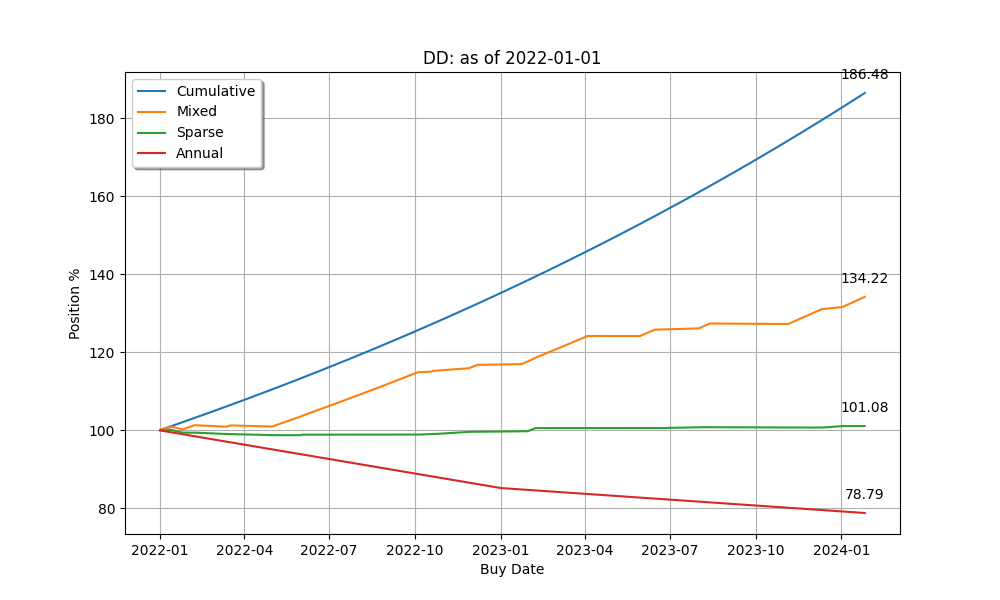 DD: as of 2022-01-01
186.48
Cumulative
Mixed
Sparse
Annual
180
160
140
134.22
120
101.08
100
78.79
80
Position %
2022-01 2022-04 2022-07 2022-10 2023-01 2023-04 2023-07 2023-10 2024-01
Buy Date